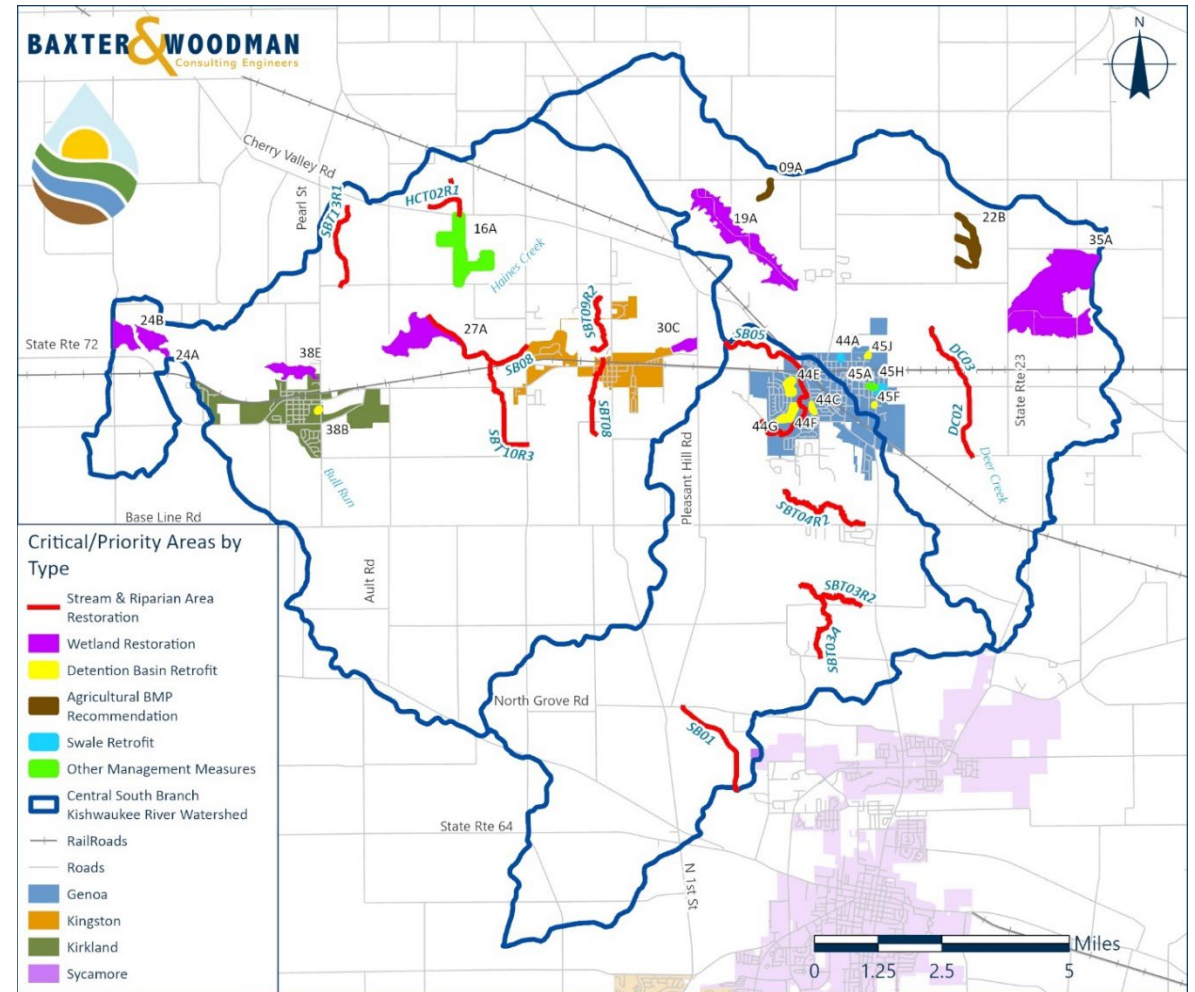 BAXTER & WOODMAN
Consulting Engineers
N
Cherry Valley Rd
Pearl St
SBT13R1
HCT02R1
16A
Haines Creek
09A
19A
22B
35A
24B
State Rte 72
24A
38E
27A
SBT09R2
30C
SB08
SB05
44A
45J
DC03
44E
45A
45H
44C
45F
38B
SBT10R3
SBT08
44G
44F
DC02
State Rte 23
Bull Run
Pleasant Hill Rd
Deer Creek
Base Line Rd
SBT04R2
Ault Rd
SBT03R2
SBT03A
North Grove Rd
SB01
State Rte 64
N 1st St
Critical/Priority Areas by
Type
Stream & Riparian Area
Restoration
Wetland Restoration
Detention Basin Retrofit
Agricultural BMP
Recommendation
Swale Retrofit
Other Management Measures
Central South Branch
Kishwaukee River Watershed
RailRoads
Roads
Genoa
Kingston
Kirkland
Sycamore
Miles
0 1.25 2.5 5